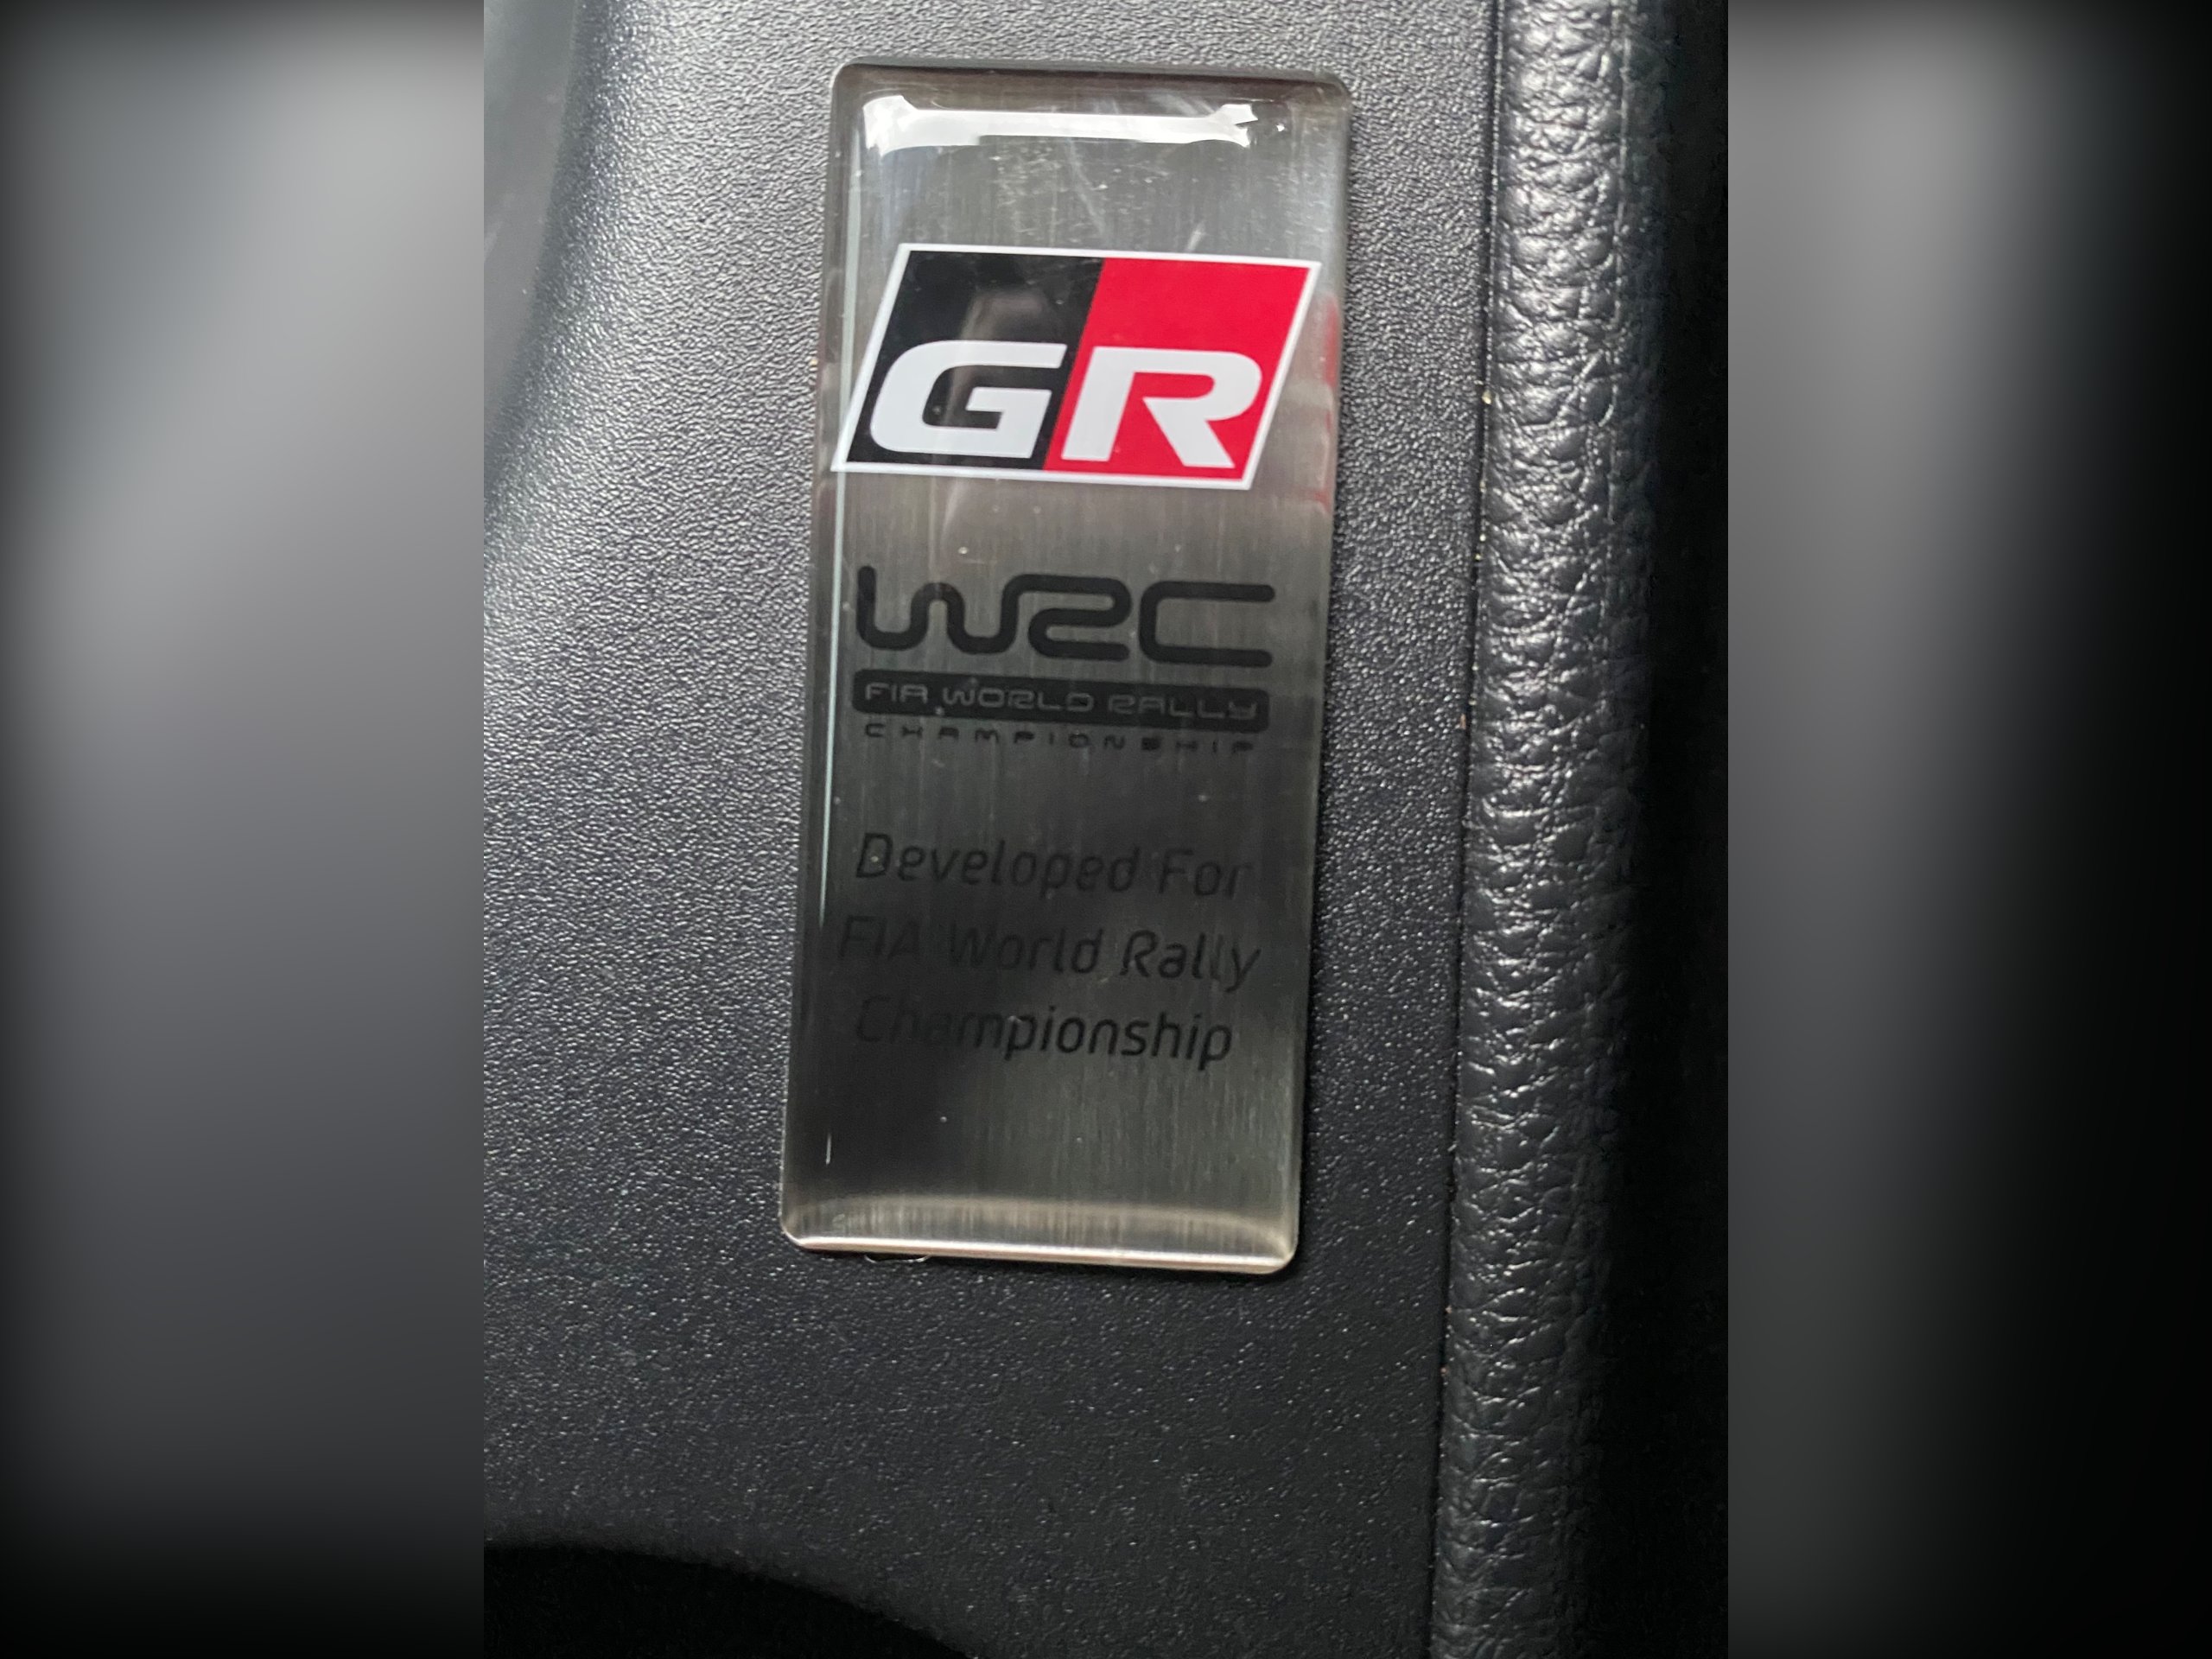 GR
WRC
FIA WORLD RALLY
CHAMPIONSHIP
Developed For
FIA World Rally
Championship